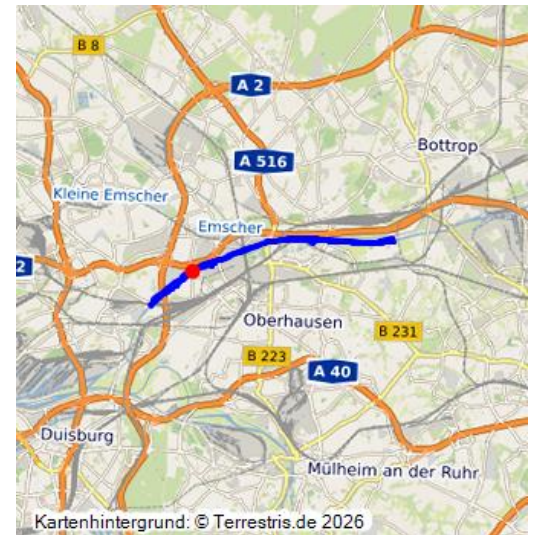 B 8
A 2
Bottrop
A 516
Kleine Emscher
Emscher
2
Oberhausen
B 231
B 223
A 40
Duisburg
Mülheim an der Ruhr
Kartenhintergrund: © Terrestris.de 2026